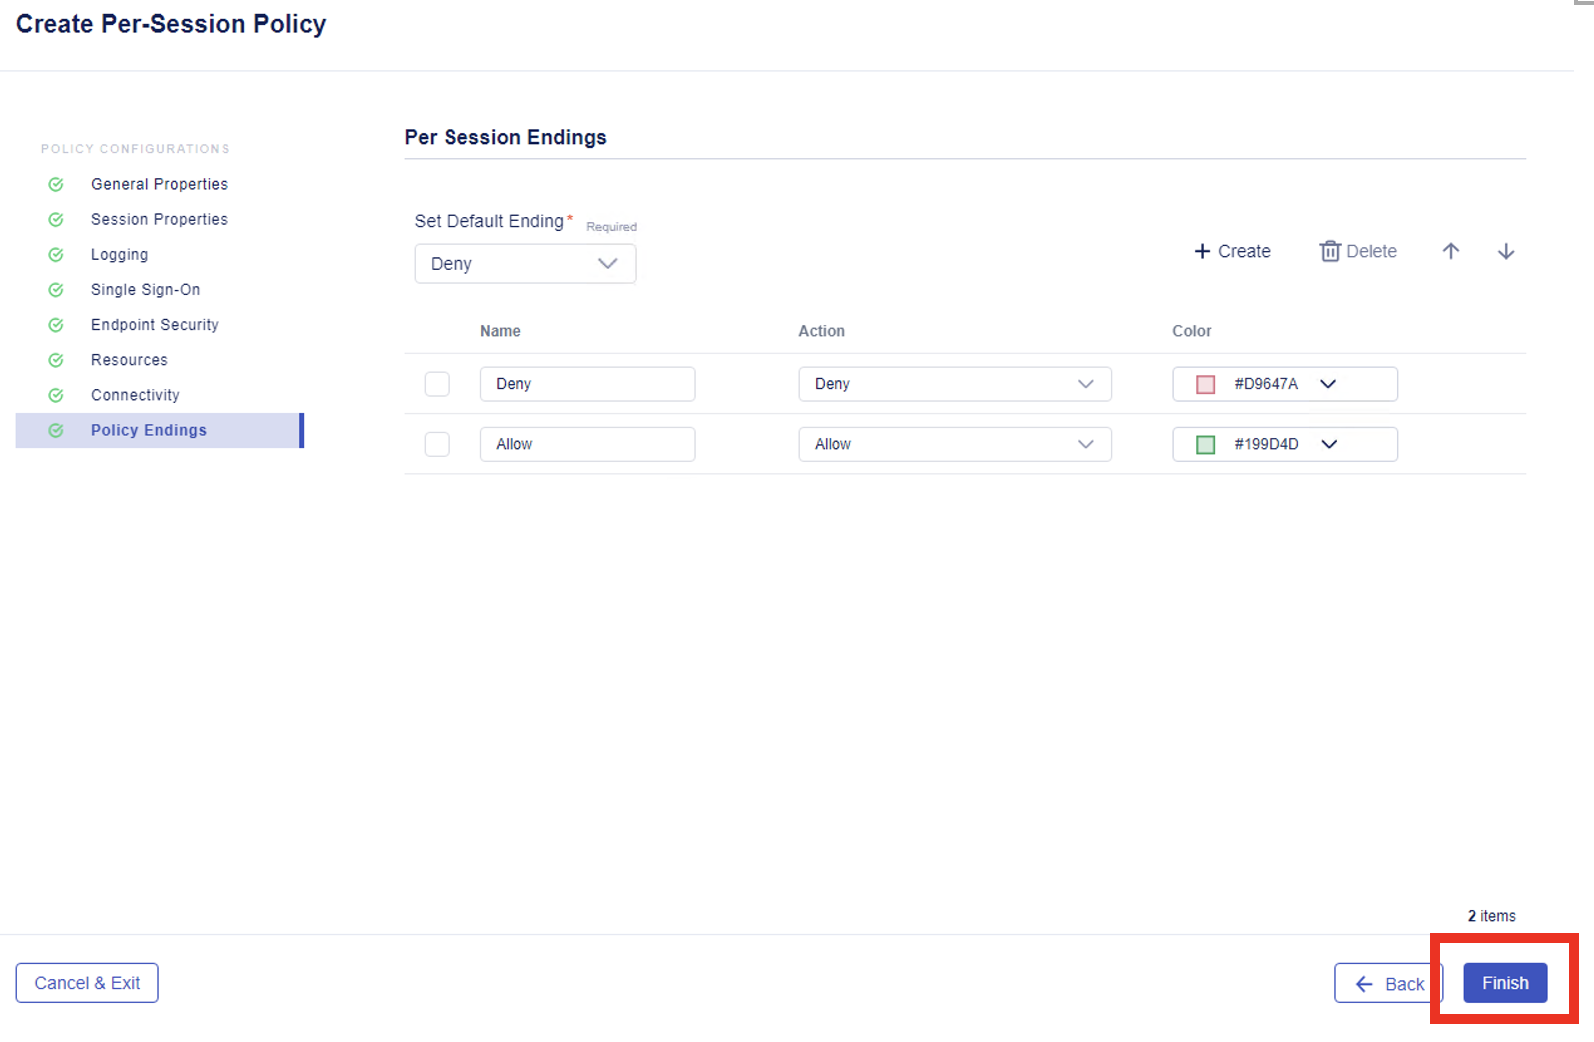 Create Per-Session Policy
POLICY CONFIGURATIONS
General Properties
Session Properties
Logging
Single Sign-On
Endpoint Security
Resources
Connectivity
Policy Endings
Per Session Endings
Set Default Ending* Required
Deny
Create Delete
Name Action Color
Deny Deny #D9647A
Allow Allow #199D4D
2 items
Cancel & Exit Back Finish